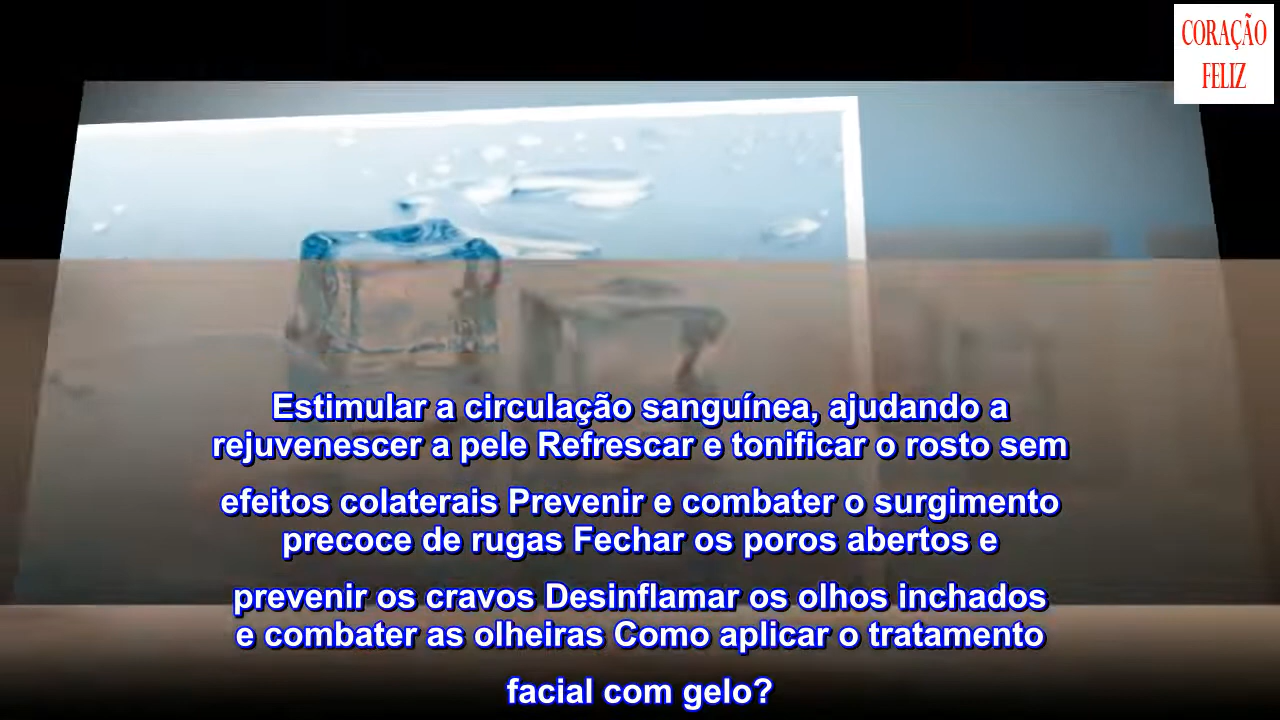 CORAÇÃO
FELIZ
Estimular a circulação sanguínea, ajudando a
rejuvenescer a pele Refrescar e tonificar o rosto sem
efeitos colaterais Prevenir e combater o surgimento
precoce de rugas Fechar os poros abertos e
prevenir os cravos Desinflamar os olhos inchados
e combater as olheiras Como aplicar o tratamento
facial com gelo?